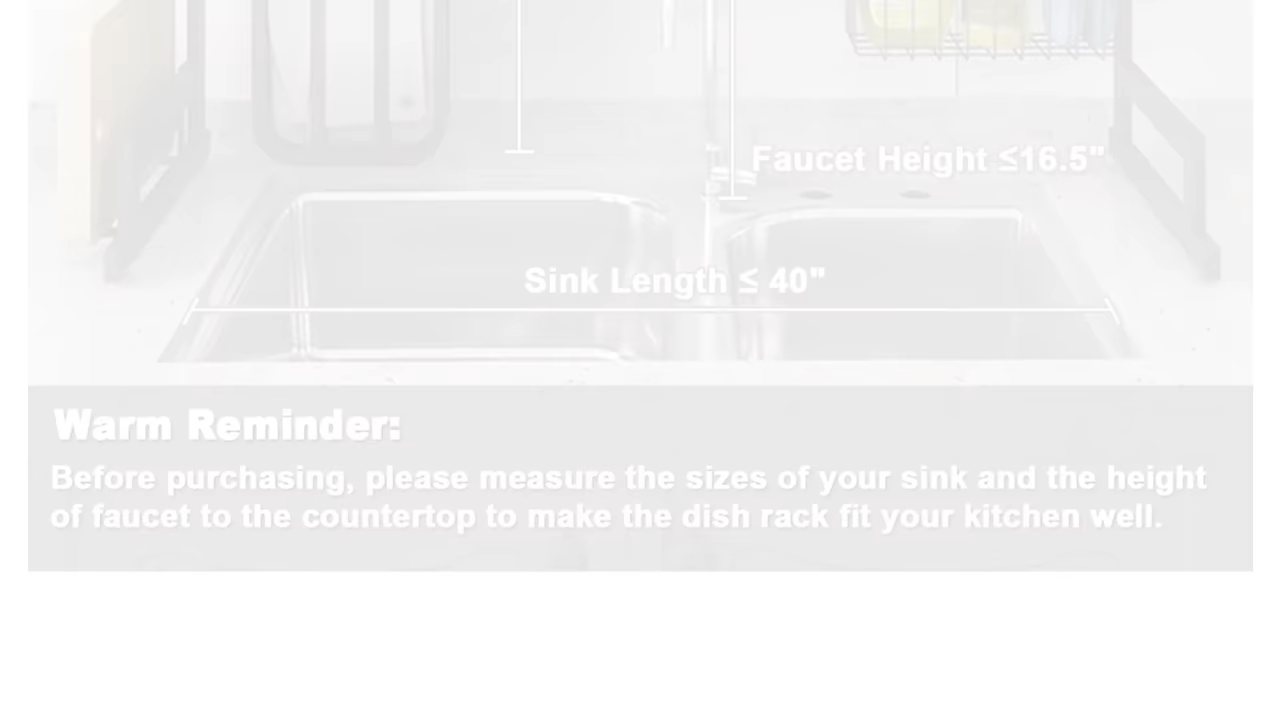 Faucet Height ≤16.5"
Sink Length ≤ 40"
Warm Reminder:
Before purchasing, please measure the sizes of your sink and the height
of faucet to the countertop to make the dish rack fit your kitchen well.